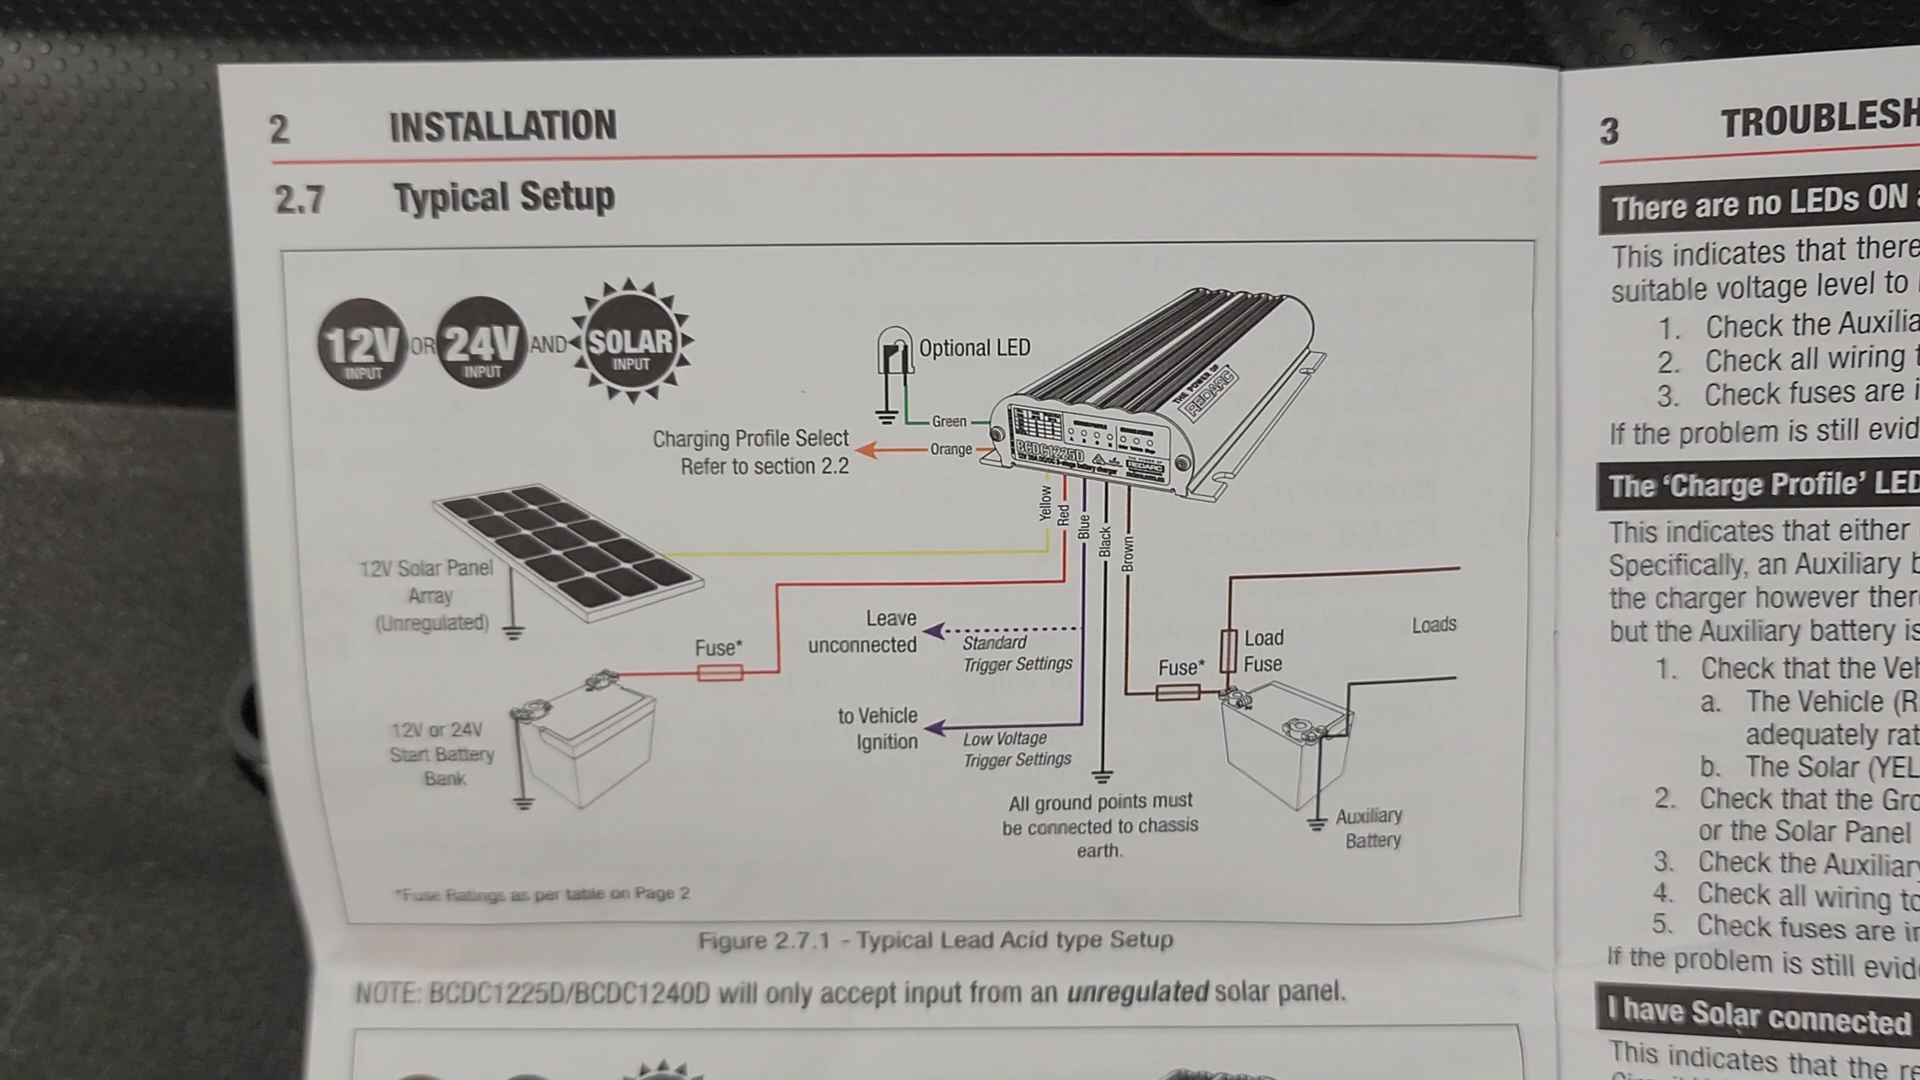 2 INSTALLATION
2.7 Typical Setup
12V
INPUT
OR
24V
INPUT
AND
SOLAR
INPUT
Optional LED
Green
Orange
Charging Profile Select
Refer to section 2.2
THE POWER OF
REDARC
BCDC1225D
Yellow
Red
Blue
Black
Brown
12V Solar Panel
Array
(Unregulated)
Fuse*
Leave
unconnected
Standard
Trigger Settings
to Vehicle
Ignition
Low Voltage
Trigger Settings
Fuse*
Load
Fuse
Loads
12V or 24V
Start Battery
Bank
All ground points must
be connected to chassis
earth.
Auxiliary
Battery
*Fuse Ratings as per table on Page 2
Figure 2.7.1 - Typical Lead Acid type Setup
NOTE: BCDC1225D/BCDC1240D will only accept input from an unregulated solar panel.
3 TROUBLESH
There are no LEDs ON
This indicates that there
suitable voltage level to
1. Check the Auxilia
2. Check all wiring
3. Check fuses are i
If the problem is still evid
The ‘Charge Profile’ LED
This indicates that either
Specifically, an Auxiliary b
the charger however ther
but the Auxiliary battery is
1. Check that the Veh
a. The Vehicle (R
adequately rat
b. The Solar (YEL
2. Check that the Gro
or the Solar Panel
3. Check the Auxiliary
4. Check all wiring to
5. Check fuses are in
If the problem is still evid
I have Solar connected
This indicates that the re